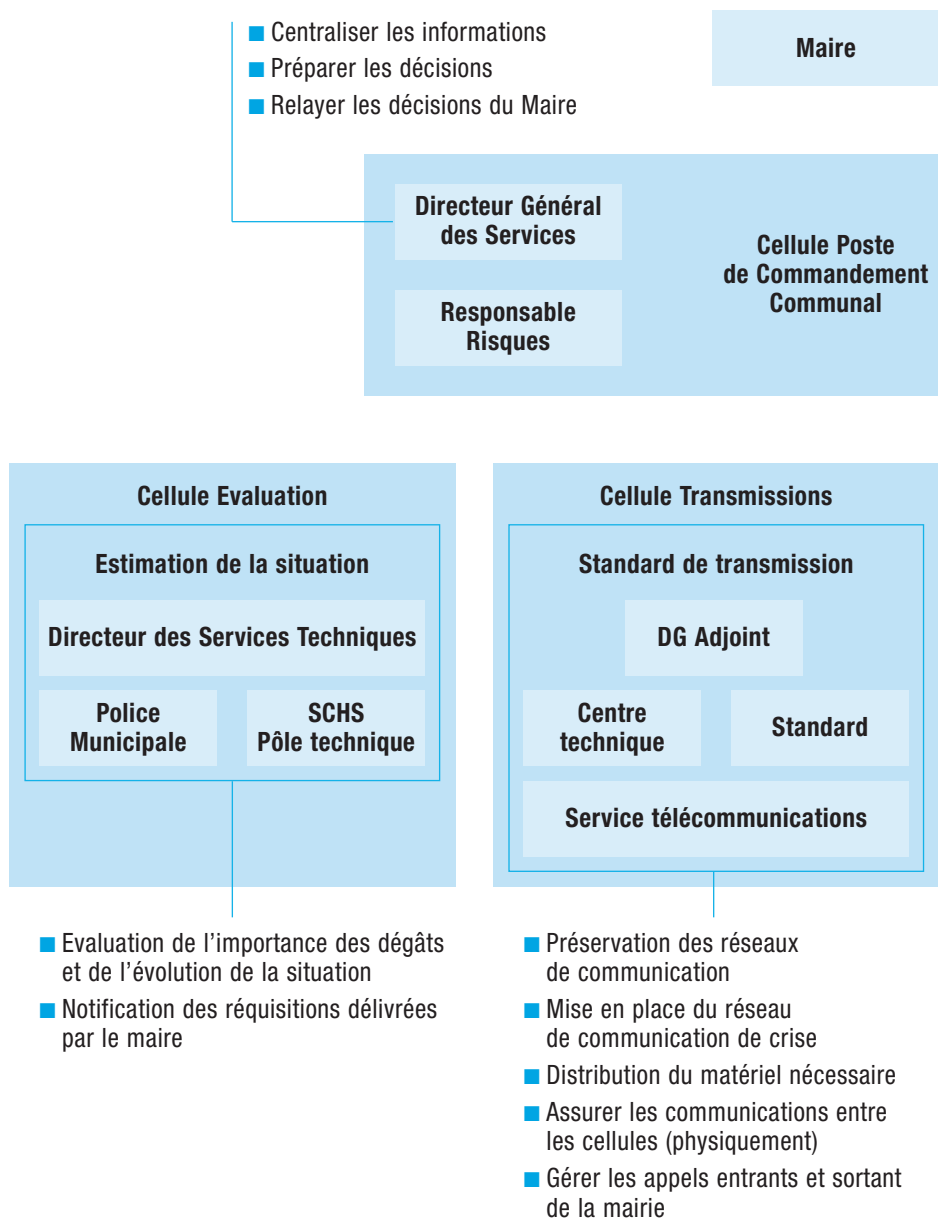 ■ Centraliser les informations
■ Préparer les décisions
■ Relayer les décisions du Maire
Maire
Directeur Général
des Services
Responsable
Risques
Cellule Poste
de Commandement
Communal
Cellule Evaluation
Estimation de la situation
Directeur des Services Techniques
Police
Municipale
SCHS
Pôle technique
■ Evaluation de l’importance des dégâts
et de l’évolution de la situation
■ Notification des réquisitions délivrées
par le maire
Cellule Transmissions
Standard de transmission
DG Adjoint
Centre
technique
Standard
Service télécommunications
■ Préservation des réseaux
de communication
■ Mise en place du réseau
de communication de crise
■ Distribution du matériel nécessaire
■ Assurer les communications entre
les cellules (physiquement)
■ Gérer les appels entrants et sortant
de la mairie